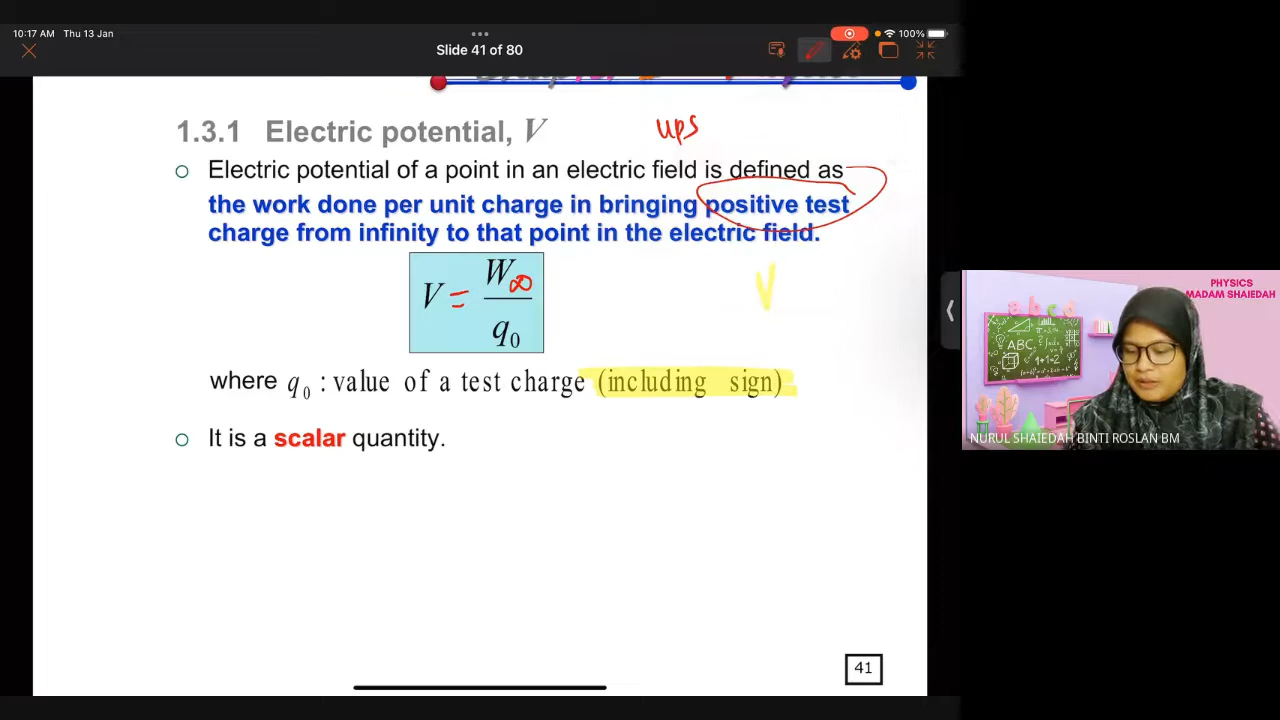 10:17 AM Thu 13 Jan
100%
Slide 41 of 80
1.3.1 Electric potential, V
ups
Electric potential of a point in an electric field is defined as
the work done per unit charge in bringing positive test
charge from infinity to that point in the electric field.
V = W∞ / q0
V
where q0 : value of a test charge (including sign)
It is a scalar quantity.
41
PHYSICS
MADAM SHAIEDAH
a b c d
ABC
NURUL SHAIEDAH BINTI ROSLAN BM